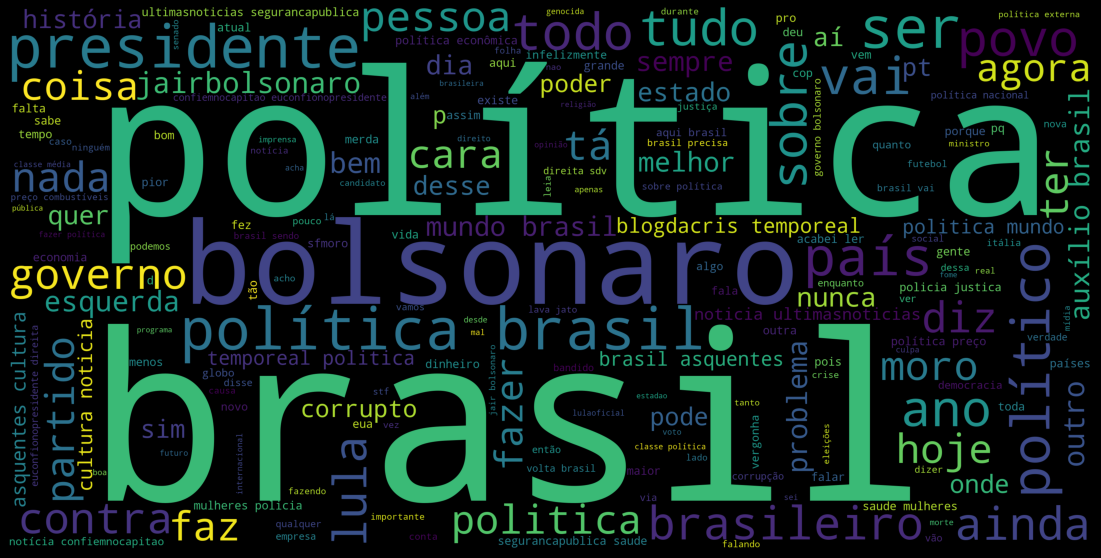 história
ultimasnoticias segurancapublica
atual
senado
pessoa
genocida
durante
todo
tudo
pro
deu
ser
vem
política externa
povo
presidente
política econômica
folha
infelizmente
não
grande
sempre
aí
pt
agora
coisa
jairbolsonaro
dia
aqui
brasileira
poder
estado
cop
vai
política nacional
confiemnocapitao euconfionopresidente
além
existe
religião
justiça
sobre
governo bolsonaro
política
falta
sabe
tempo
bom
imprensa
notícia
p
assim
merda
direito
cara
tá
aqui brasil
brasil precisa
melhor
porque
pq
nova
ministro
quanto
futebol
caso
ninguém
classe média
nada
pior
acha
bem
candidato
desse
opinião
leia
direita sdv
apenas
sobre política
brasil vai
ter
auxílio brasil
preço combustíveis
pública
quer
fazer política
pouco
lá
fez
brasil sendo
vida
sfmoro
mundo brasil
blogdacris temporeal
acabei ler
social
politica mundo
itália
podemos
economia
governo
tão
acho
bolsonaro
algo
fala
país
gente
dessa
fome
real
enquanto
ver
policia justica
esquerda
vamos
nunca
programa
política brasil
lava jato
desde
mal
noticia ultimasnoticias
outra
diz
político
verdade
mídia
política preço
culpa
países
asquentes cultura
euconfionopresidente direita
partido
cultura noticia
menos
temporeal politica
globo
disse
causa
dinheiro
stf
fazer
jair bolsonaro
brasil asquentes
bandido
problema
pois
crise
moro
democracia
toda
outro
brasil
novo
corrupto
eua
vez
lula
sim
futuro
boa
internacional
estadao
voto
lulaoficial
então
volta brasil
classe política
lado
pode
maior
tanto
vergonha
corrupção
eleições
falar
ano
hoje
dizer
onde
sei
via
contra
faz
mulheres policia
fazendo
qualquer
empresa
importante
conta
politica
segurancapublica saude
brasileiro
falando
saude mulheres
morte
vão
ainda
notícia confiemnocapitao